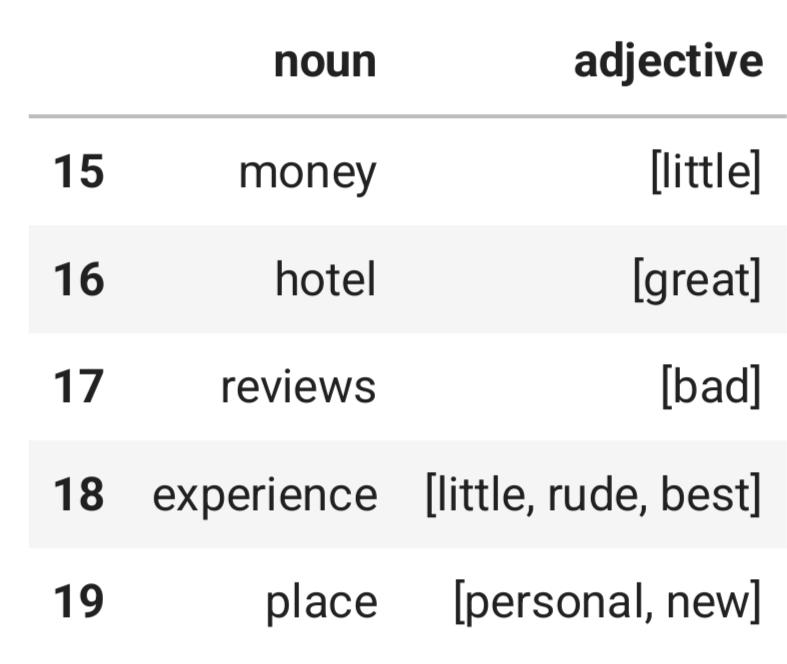 noun adjective
15 money [little]
16 hotel [great]
17 reviews [bad]
18 experience [little, rude, best]
19 place [personal, new]